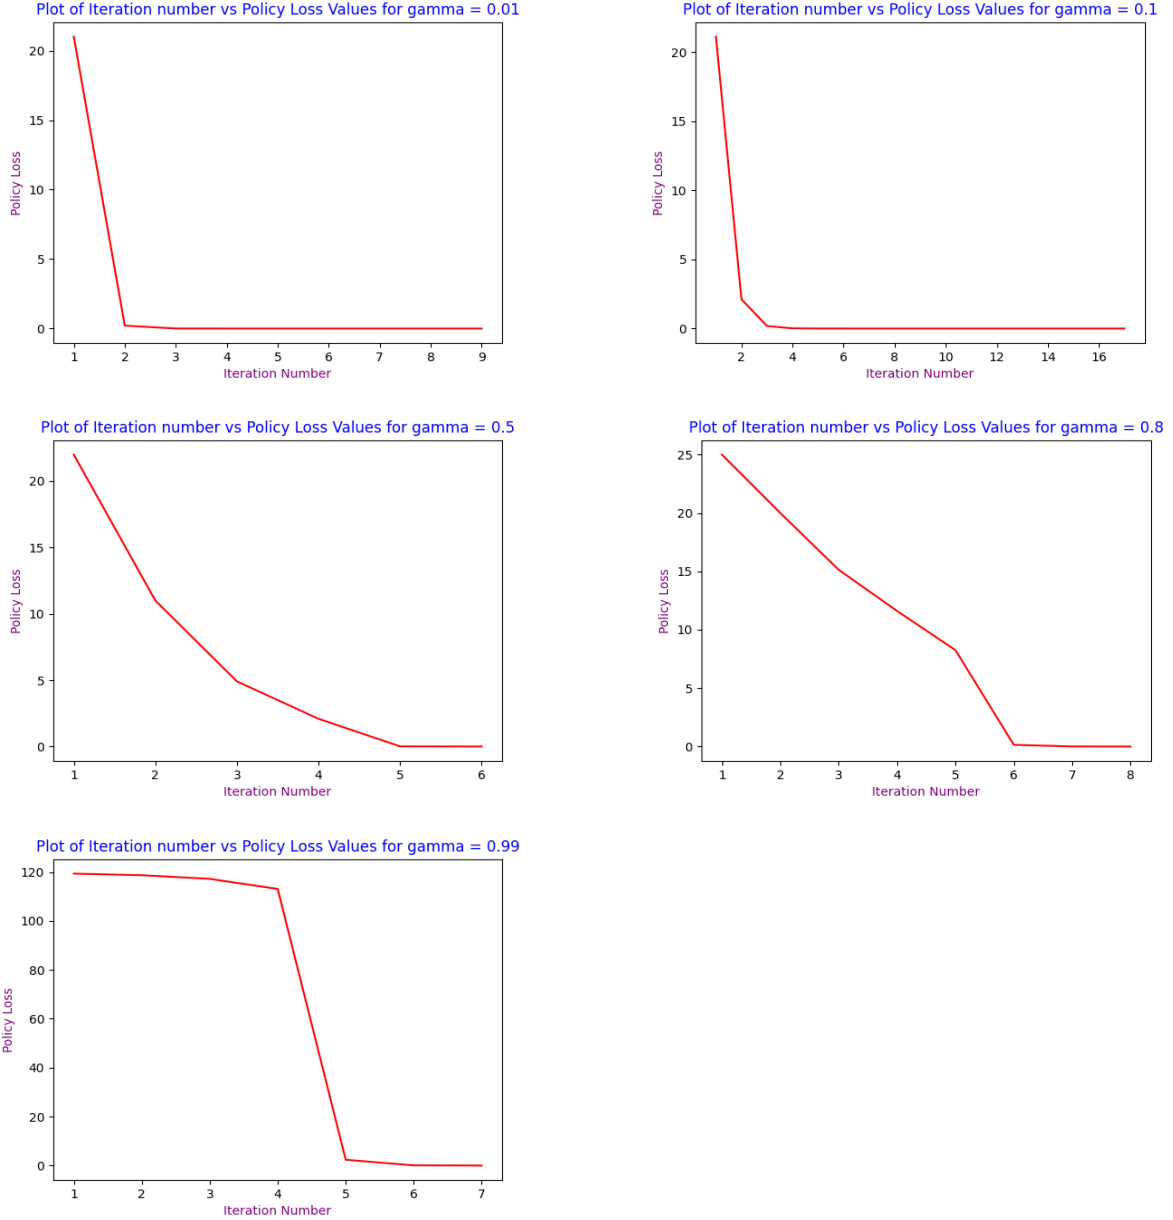 Plot of Iteration number vs Policy Loss Values for gamma = 0.01
20
15
10
5
0
Policy Loss
1 2 3 4 5 6 7 8 9
Iteration Number
Plot of Iteration number vs Policy Loss Values for gamma = 0.1
20
15
10
5
0
Policy Loss
2 4 6 8 10 12 14 16
Iteration Number
Plot of Iteration number vs Policy Loss Values for gamma = 0.5
20
15
10
5
0
Policy Loss
1 2 3 4 5 6
Iteration Number
Plot of Iteration number vs Policy Loss Values for gamma = 0.8
25
20
15
10
5
0
Policy Loss
1 2 3 4 5 6 7 8
Iteration Number
Plot of Iteration number vs Policy Loss Values for gamma = 0.99
120
100
80
60
40
20
0
Policy Loss
1 2 3 4 5 6 7
Iteration Number